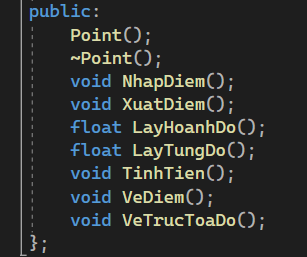 public:
Point();
~Point();
void NhapDiem();
void XuatDiem();
float LayHoanhDo();
float LayTungDo();
void TinhTien();
void VeDiem();
void VeTrucToaDo();
};